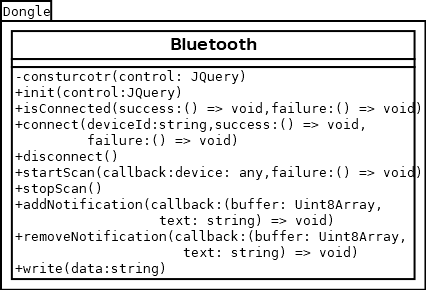 Dongle
Bluetooth
-consturcotr(control: JQuery)
+init(control:JQuery)
+isConnected(success:() => void,failure:() => void)
+connect(deviceId:string,success:() => void,
failure:() => void)
+disconnect()
+startScan(callback:device: any,failure:() => void)
+stopScan()
+addNotification(callback:(buffer: Uint8Array,
text: string) => void)
+removeNotification(callback:(buffer: Uint8Array,
text: string) => void)
+write(data:string)